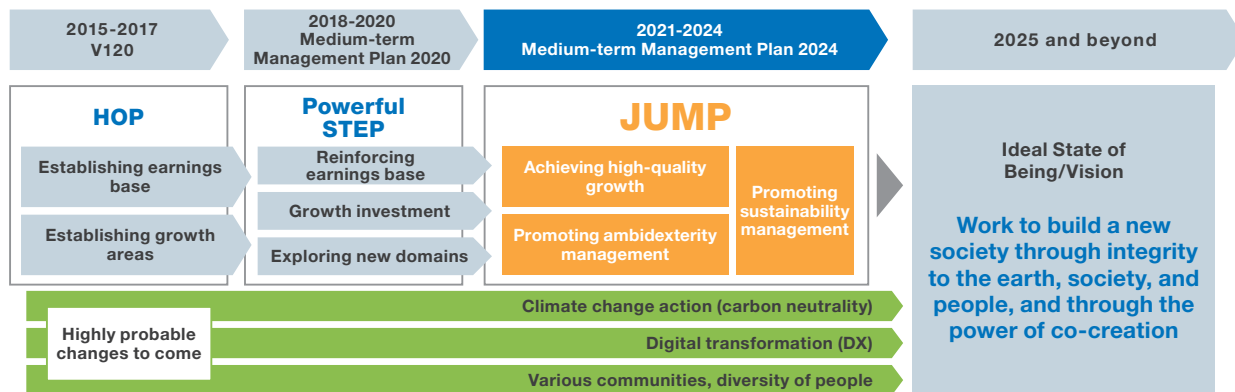 2015-2017
V120
2018-2020
Medium-term
Management Plan 2020
2021-2024
Medium-term Management Plan 2024
2025 and beyond
HOP
Establishing earnings
base
Establishing growth
areas
Powerful
STEP
Reinforcing
earnings base
Growth investment
Exploring new domains
JUMP
Achieving high-quality
growth
Promoting ambidexterity
management
Promoting
sustainability
management
Ideal State of
Being/Vision
Work to build a new
society through integrity
to the earth, society, and
people, and through the
power of co-creation
Highly probable
changes to come
Climate change action (carbon neutrality)
Digital transformation (DX)
Various communities, diversity of people